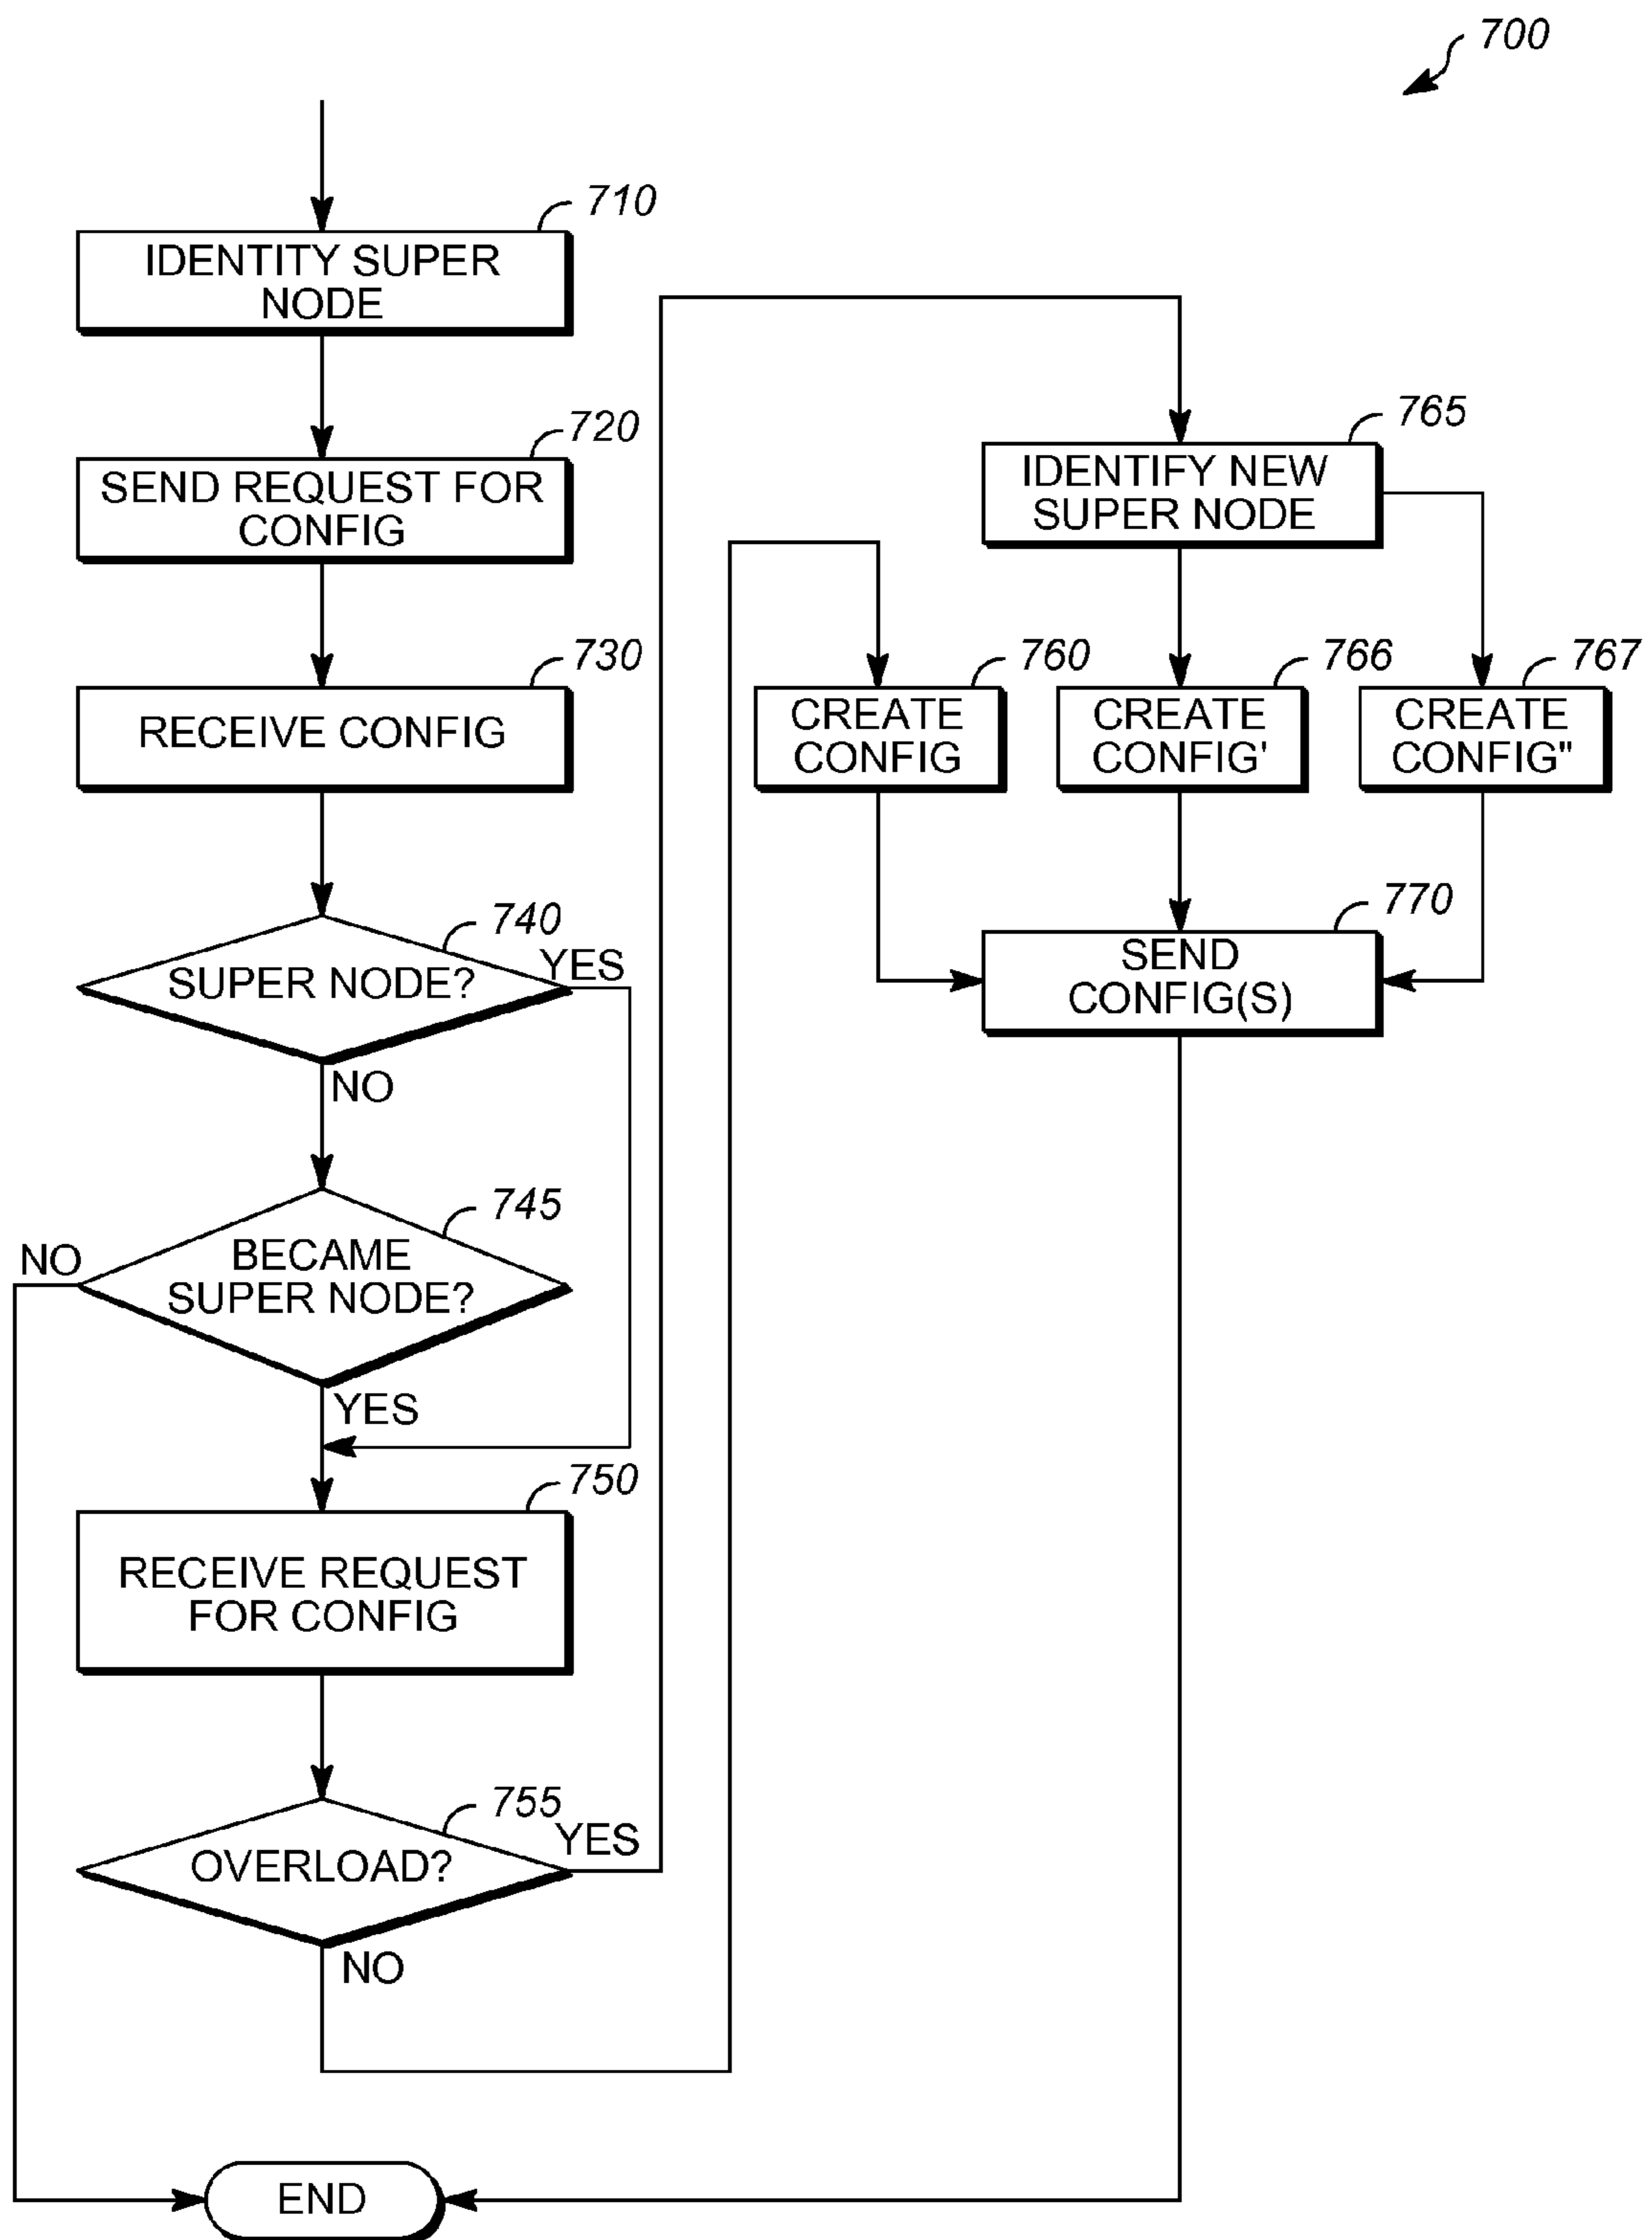 700
710
IDENTITY SUPER
NODE
720
SEND REQUEST FOR
CONFIG
730
RECEIVE CONFIG
740
SUPER NODE?
YES
NO
745
BECAME
SUPER NODE?
NO
YES
750
RECEIVE REQUEST
FOR CONFIG
755
OVERLOAD?
YES
NO
765
IDENTIFY NEW
SUPER NODE
760
CREATE
CONFIG
766
CREATE
CONFIG'
767
CREATE
CONFIG"
770
SEND
CONFIG(S)
END